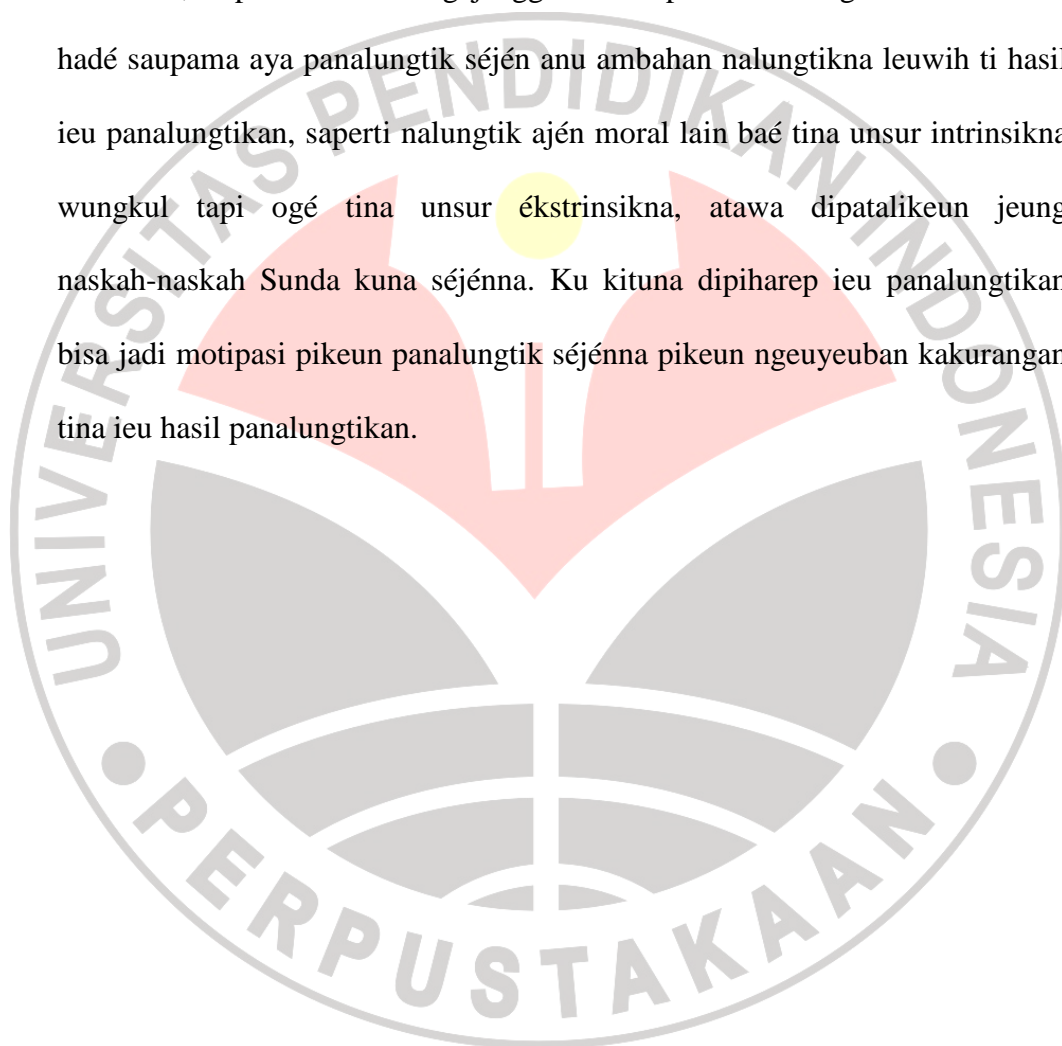 hadé saupama aya panalungtik séjén anu ambahan nalungtikna leuwih ti hasil
ieu panalungtikan, saperti nalungtik ajén moral lain baé tina unsur intrinsikna
wungkul tapi ogé tina unsur ékstrinsikna, atawa dipatalikeun jeung
naskah-naskah Sunda kuna séjénna. Ku kituna dipiharep ieu panalungtikan
bisa jadi motipasi pikeun panalungtik séjénna pikeun ngeuyeuban kakurangan
tina ieu hasil panalungtikan.
UNIVERSITAS PENDIDIKAN INDONESIA
PERPUSTAKAAN